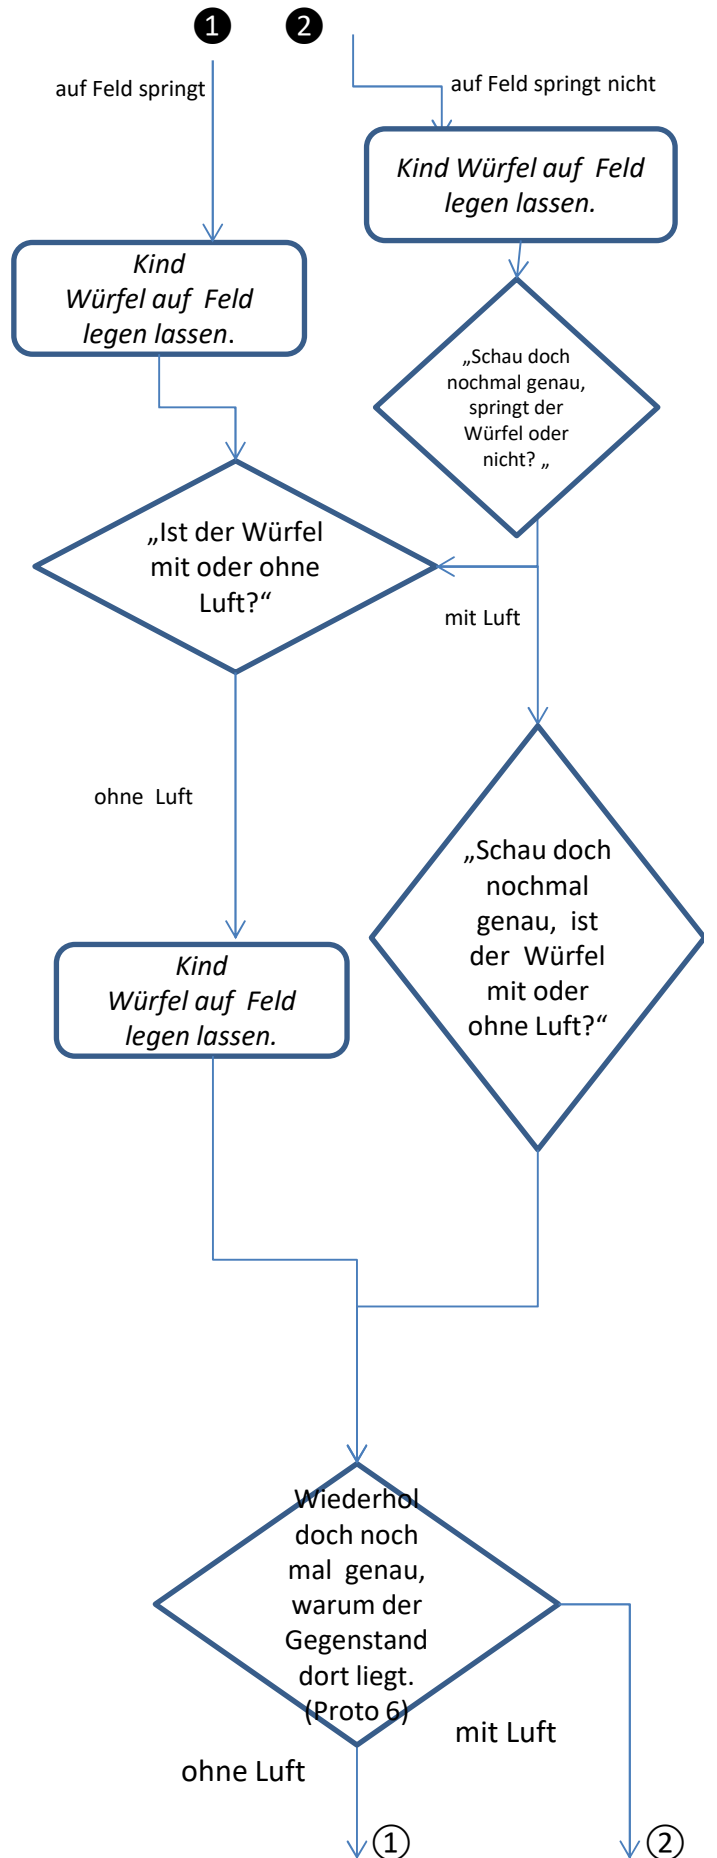 ❶ ❷
auf Feld springt
auf Feld springt nicht
Kind Würfel auf Feld
legen lassen.
Kind
Würfel auf Feld
legen lassen.
„Schau doch
nochmal genau,
springt der
Würfel oder
nicht? „
„Ist der Würfel
mit oder ohne
Luft?“
mit Luft
ohne Luft
„Schau doch
nochmal
genau, ist
der Würfel
mit oder
ohne Luft?“
Kind
Würfel auf Feld
legen lassen.
Wiederhol
doch noch
mal genau,
warum der
Gegenstand
dort liegt.
(Proto 6)
mit Luft
ohne Luft
① ②